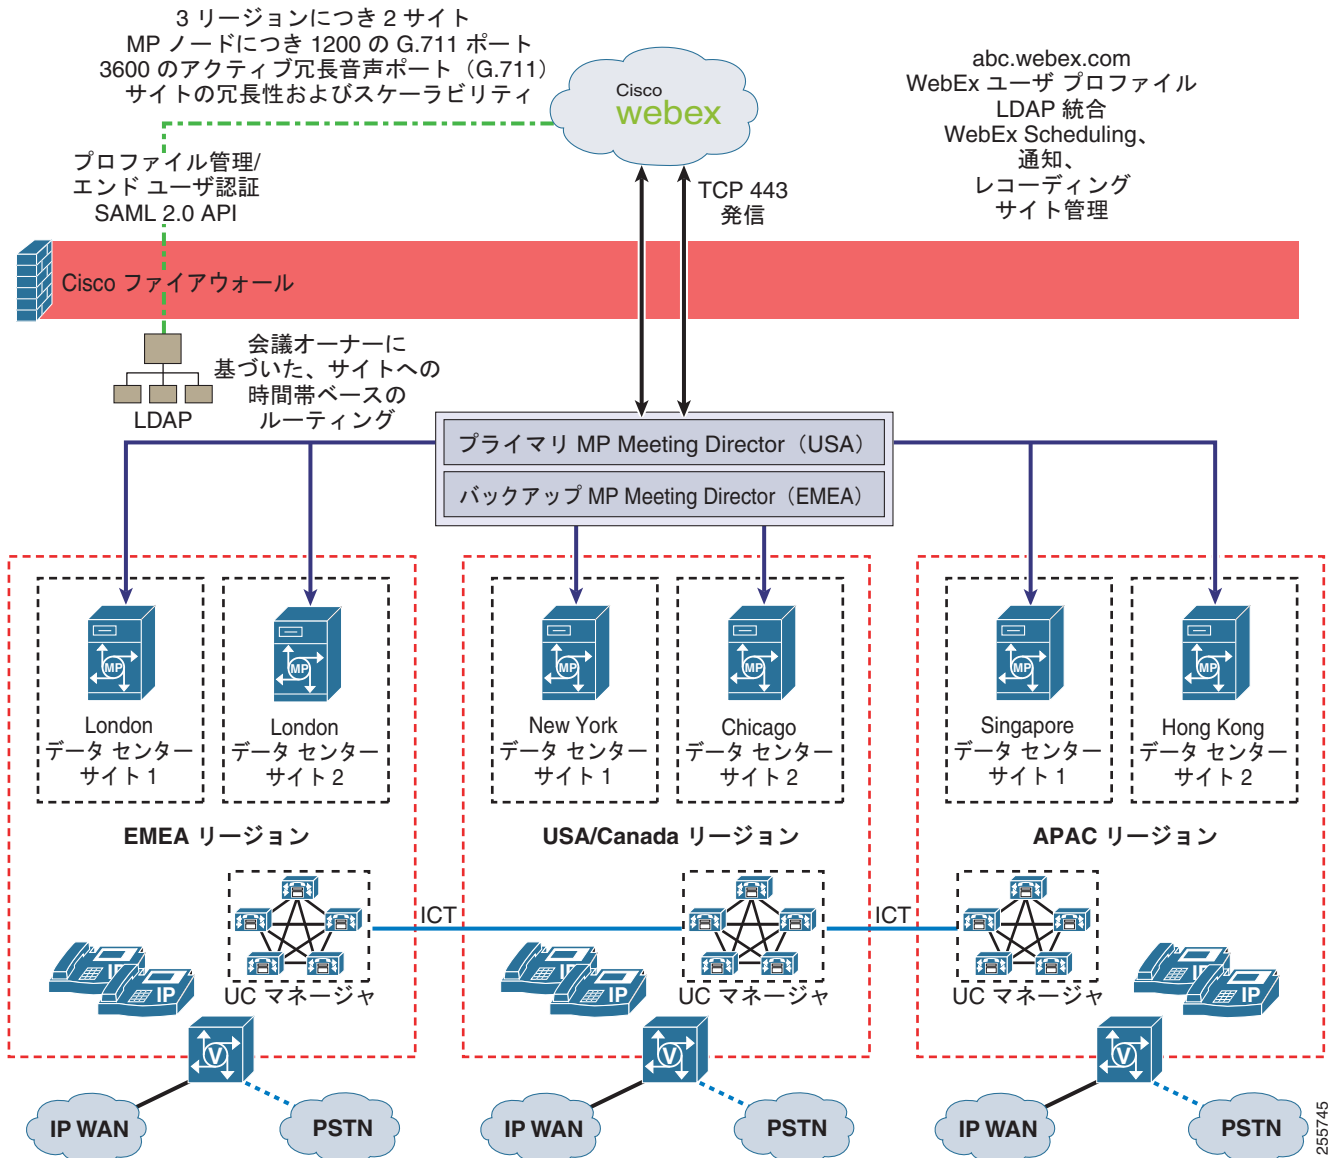 3 リージョンにつき 2 サイト
MP ノードにつき 1200 の G.711 ポート
3600 のアクティブ冗長音声ポート（G.711）
サイトの冗長性およびスケーラビリティ
Cisco
webex
abc.webex.com
WebEx ユーザ プロファイル
LDAP 統合
WebEx Scheduling、
通知、
レコーディング
サイト管理
プロファイル管理/
エンド ユーザ認証
SAML 2.0 API
TCP 443
発信
Cisco ファイアウォール
LDAP
会議オーナーに
基づいた、サイトへの
時間帯ベースの
ルーティング
プライマリ MP Meeting Director（USA）
バックアップ MP Meeting Director（EMEA）
MP
MP
MP
MP
MP
MP
London
データ センター
サイト 1
London
データ センター
サイト 2
New York
データ センター
サイト 1
Chicago
データ センター
サイト 2
Singapore
データ センター
サイト 1
Hong Kong
データ センター
サイト 2
EMEA リージョン
USA/Canada リージョン
APAC リージョン
ICT
ICT
IP
IP
UC マネージャ
IP
IP
UC マネージャ
UC マネージャ
IP
IP
V
V
V
IP WAN
PSTN
IP WAN
PSTN
IP WAN
PSTN
255745